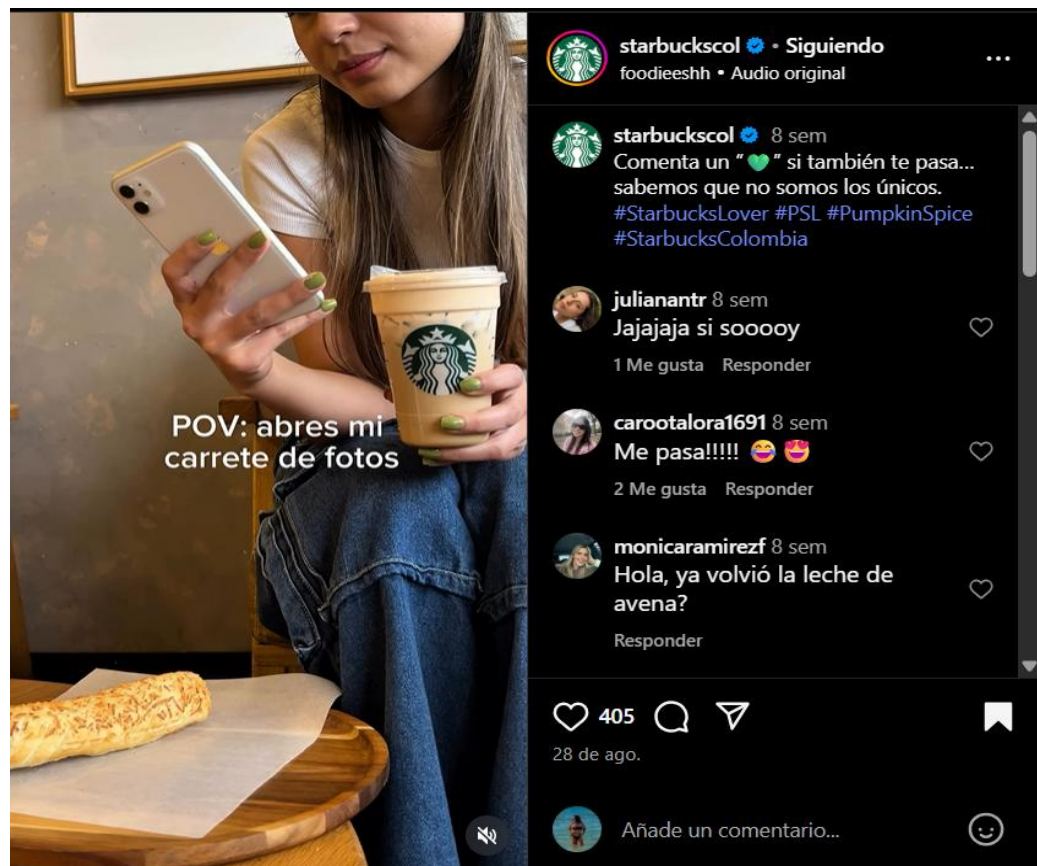 POV: abres mi
carrete de fotos
starbuckscol • Siguiendo
foodieeshh • Audio original
starbuckscol 8 sem
Comenta un "💚" si también te pasa...
sabemos que no somos los únicos.
#StarbucksLover #PSL #PumpkinSpice
#StarbucksColombia
julianantr 8 sem
Jajajaja si sooooy
1 Me gusta Responder
carootalora1691 8 sem
Me pasa!!!!! 😂 😍
2 Me gusta Responder
monicaramirezf 8 sem
Hola, ya volvió la leche de
avena?
Responder
405
28 de ago.
Añade un comentario...